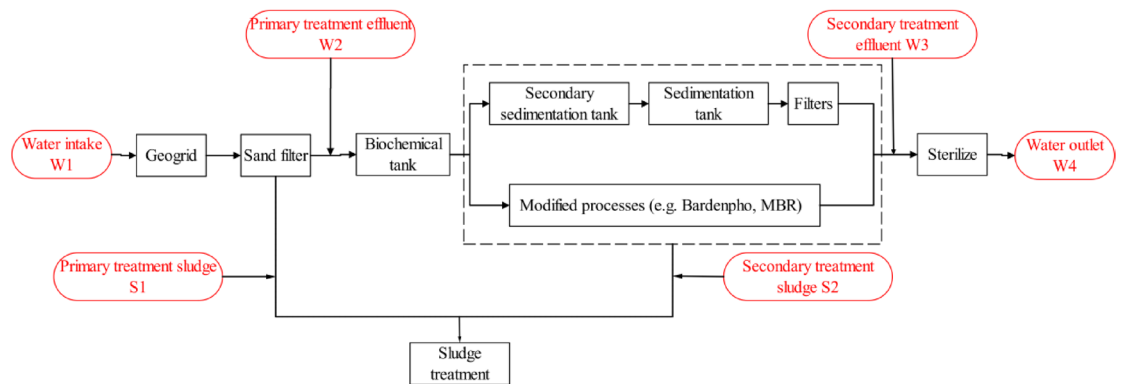 Primary treatment effluent
W2
Secondary treatment
effluent W3
Secondary
sedimentation tank
Sedimentation
tank
Filters
Water intake
W1
Geogrid
Sand filter
Biochemical
tank
Sterilize
Water outlet
W4
Modified processes (e.g. Bardenpho, MBR)
Primary treatment sludge
S1
Secondary treatment
sludge S2
Sludge
treatment